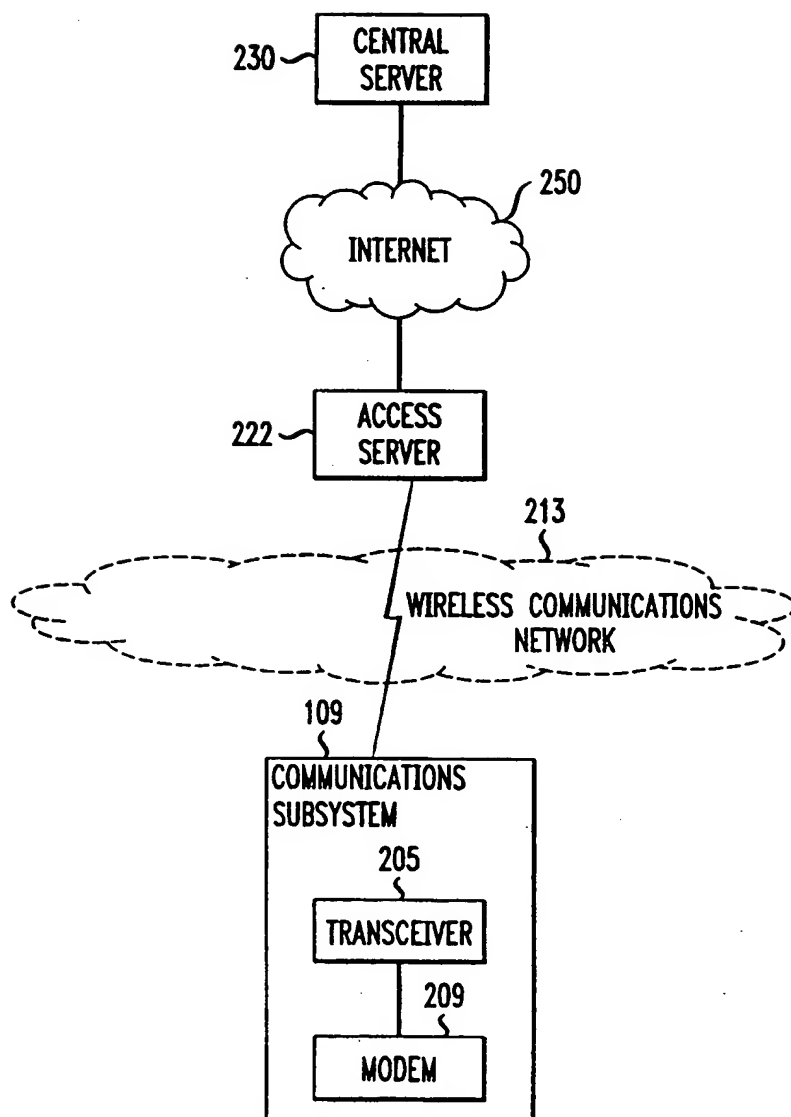 CENTRAL
SERVER
230
250
INTERNET
ACCESS
SERVER
222
213
WIRELESS COMMUNICATIONS
NETWORK
109
COMMUNICATIONS
SUBSYSTEM
205
TRANSCEIVER
209
MODEM